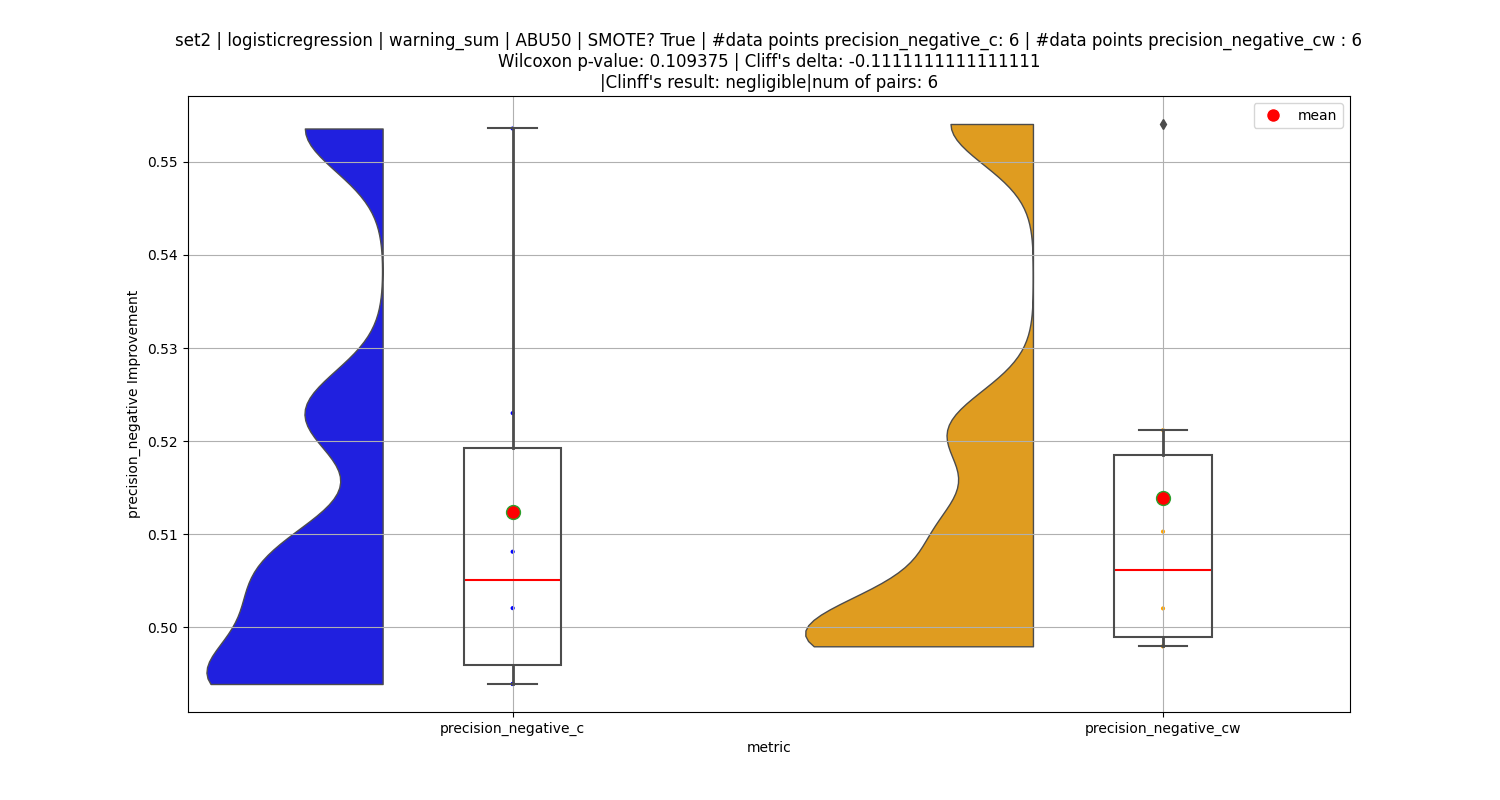 set2 | logisticregression | warning_sum | ABU50 | SMOTE? True | #data points precision_negative_c: 6 | #data points precision_negative_cw : 6
Wilcoxon p-value: 0.109375 | Cliff's delta: -0.1111111111111111
|Clinff's result: negligible|num of pairs: 6
mean
0.55
0.54
0.53
0.52
0.51
0.50
precision_negative Improvement
precision_negative_c
precision_negative_cw
metric